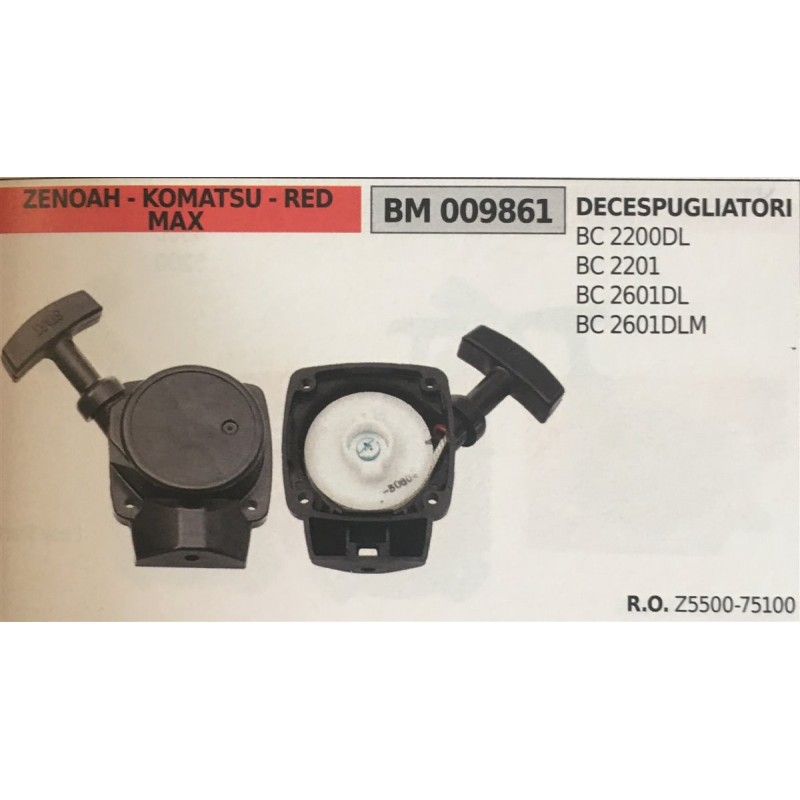 ZENOAH - KOMATSU - RED
MAX
BM 009861
DECESPUGLIATORI
BC 2200DL
BC 2201
BC 2601DL
BC 2601DLM
R.O. Z5500-75100